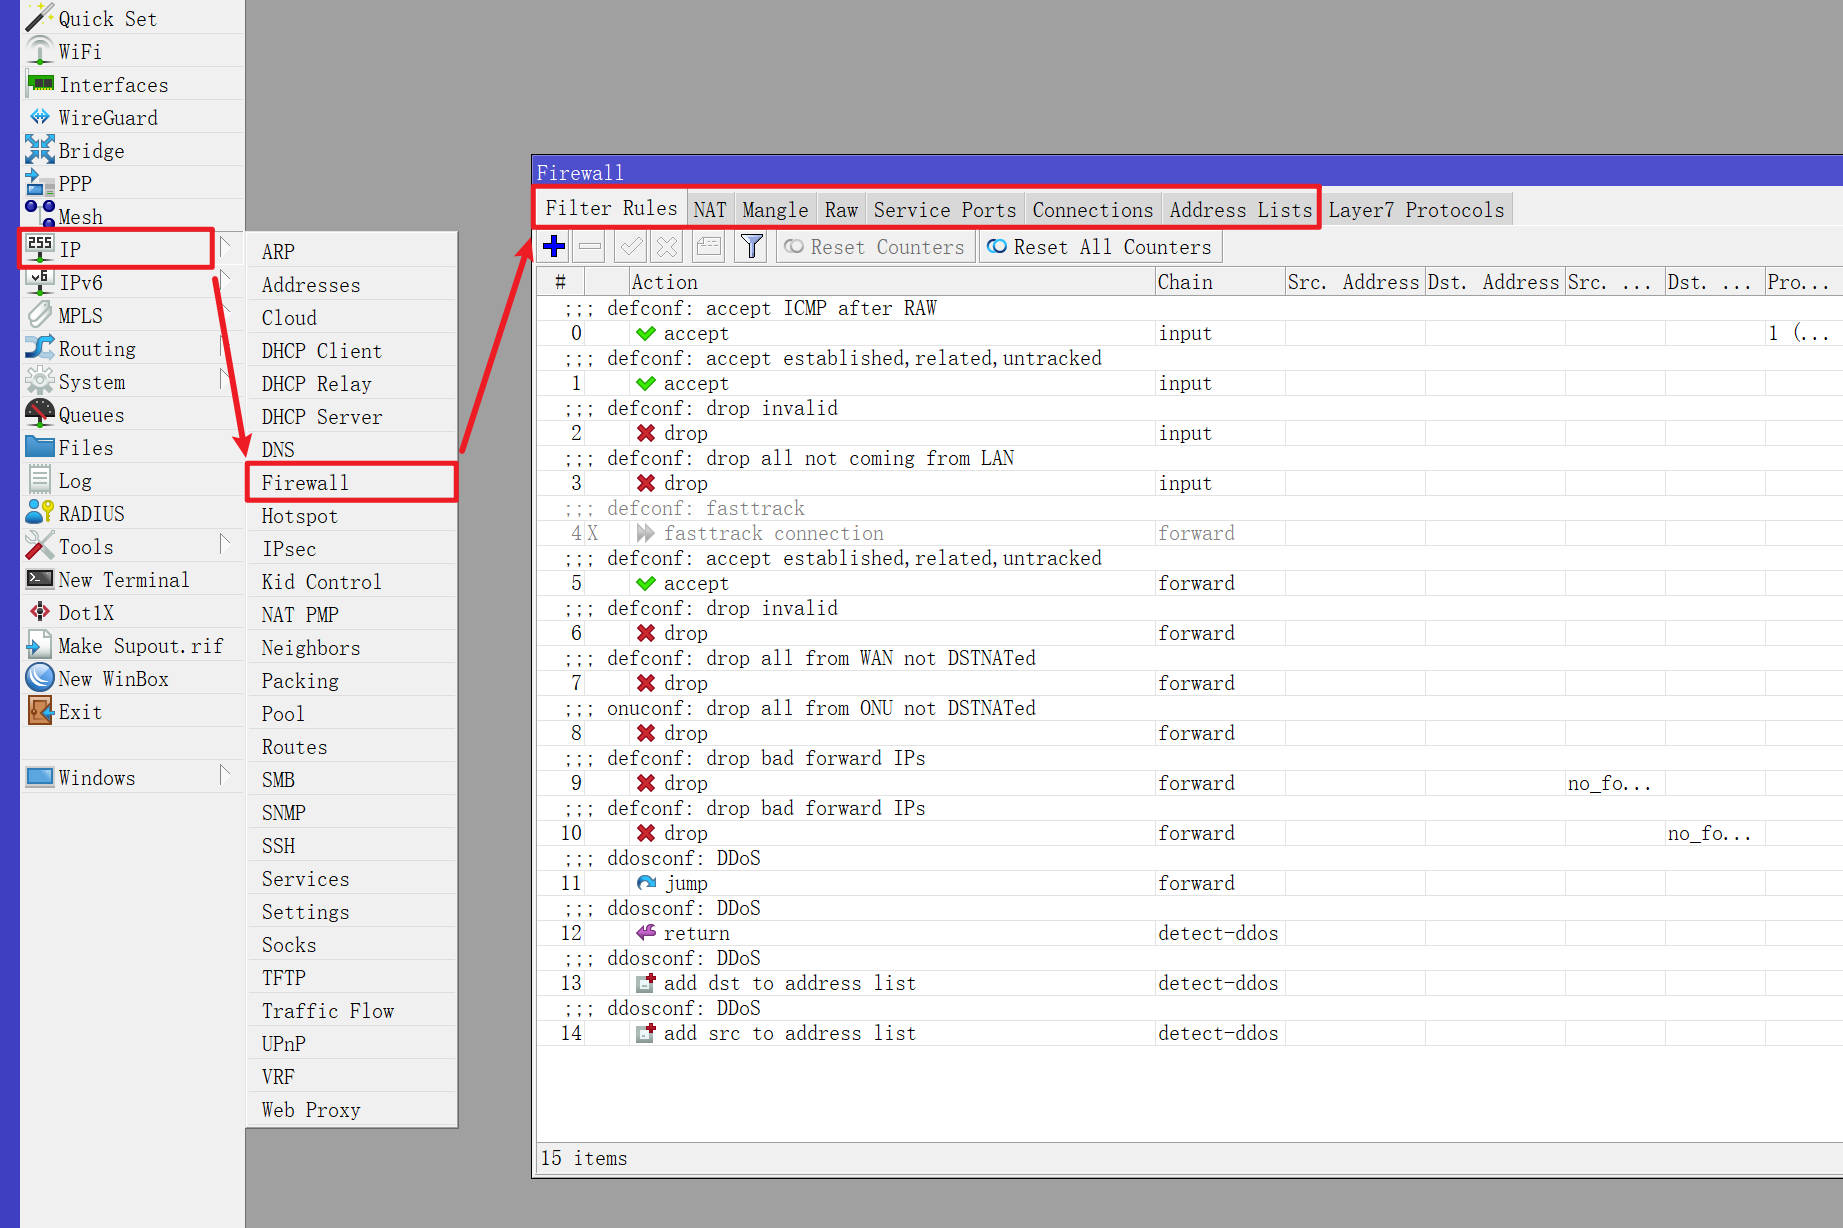 Quick Set
WiFi
Interfaces
WireGuard
Bridge
PPP
Mesh
255 IP
v6 IPv6
MPLS
Routing
System
Queues
Files
Log
RADIUS
Tools
New Terminal
Dot1X
Make Supout.rif
New WinBox
Exit
Windows
ARP
Addresses
Cloud
DHCP Client
DHCP Relay
DHCP Server
DNS
Firewall
Hotspot
IPsec
Kid Control
NAT PMP
Neighbors
Packing
Pool
Routes
SMB
SNMP
SSH
Services
Settings
Socks
TFTP
Traffic Flow
UPnP
VRF
Web Proxy
Firewall
Filter Rules NAT Mangle Raw Service Ports Connections Address Lists Layer7 Protocols
Reset Counters Reset All Counters
# Action Chain Src. Address Dst. Address Src. ... Dst. ... Pro...
;;; defconf: accept ICMP after RAW
0 accept input 1 (...
;;; defconf: accept established,related,untracked
1 accept input
;;; defconf: drop invalid
2 drop input
;;; defconf: drop all not coming from LAN
3 drop input
;;; defconf: fasttrack
4 X fasttrack connection forward
;;; defconf: accept established,related,untracked
5 accept forward
;;; defconf: drop invalid
6 drop forward
;;; defconf: drop all from WAN not DSTNATed
7 drop forward
;;; onuconf: drop all from ONU not DSTNATed
8 drop forward
;;; defconf: drop bad forward IPs
9 drop forward no_fo...
;;; defconf: drop bad forward IPs
10 drop forward no_fo...
;;; ddosconf: DDoS
11 jump forward
;;; ddosconf: DDoS
12 return detect-ddos
;;; ddosconf: DDoS
13 add dst to address list detect-ddos
;;; ddosconf: DDoS
14 add src to address list detect-ddos
15 items